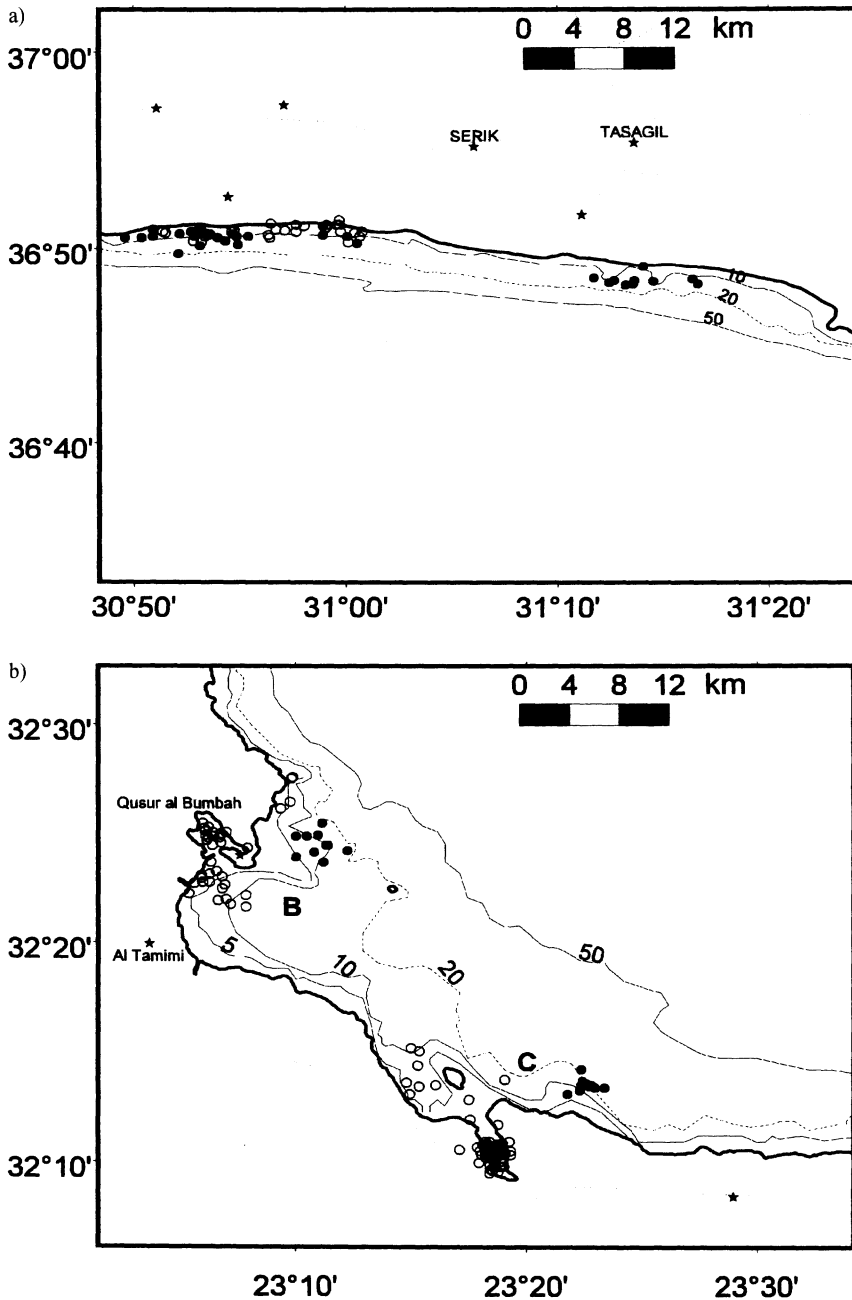 a)
0 4 8 12 km
37°00'
SERIK TASAGIL
36°50'
10
20
50
36°40'
30°50' 31°00' 31°10' 31°20'
b)
0 4 8 12 km
32°30'
Qusur al Bumbah
B
32°20'
Al Tamimi
5
10
20
50
C
32°10'
23°10' 23°20' 23°30'